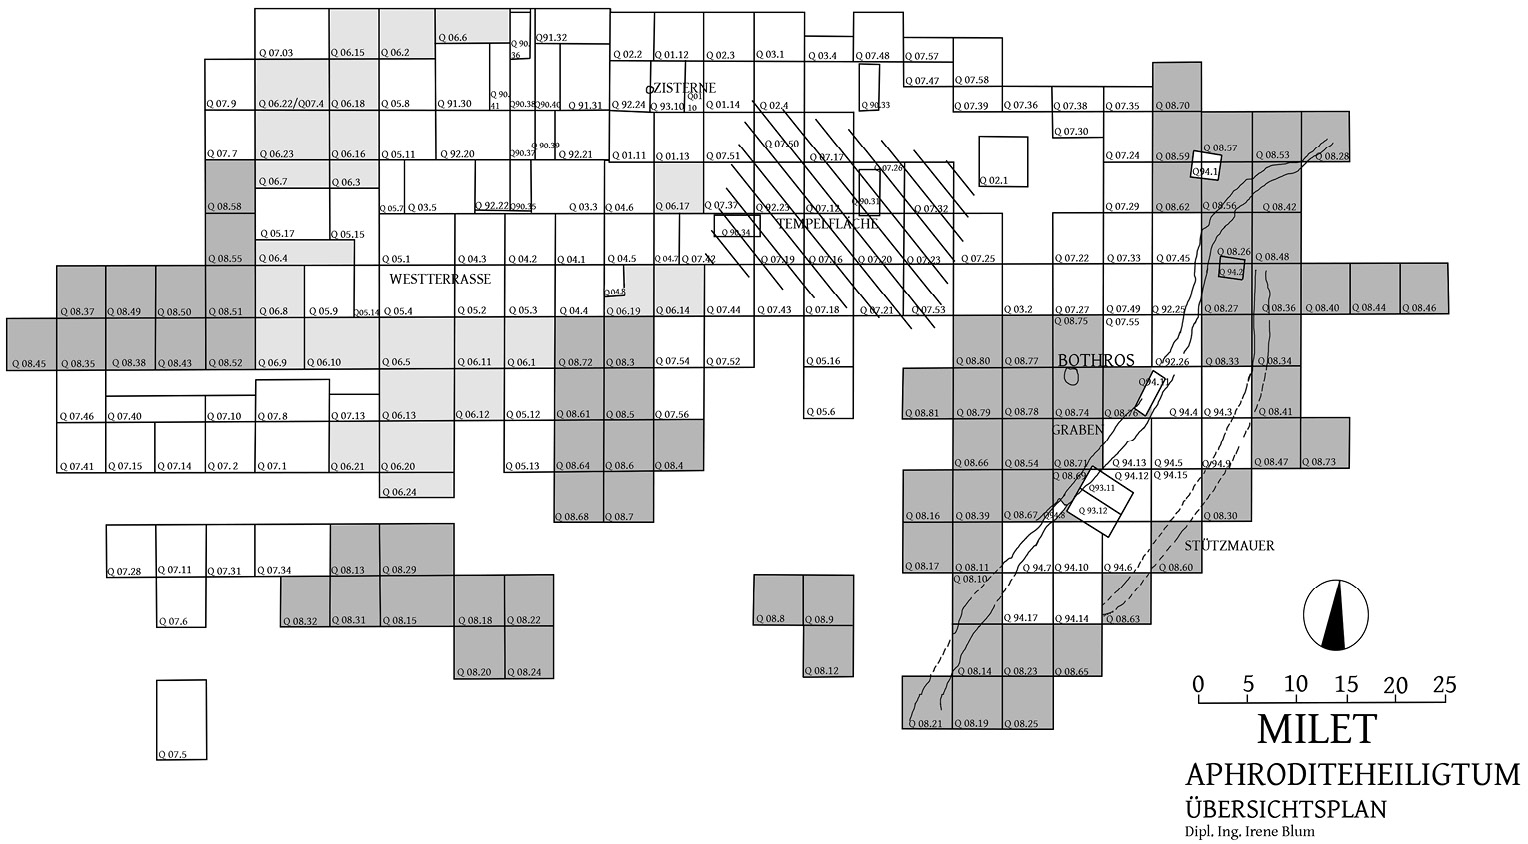 Q 07.03
Q 06.15
Q 06.2
Q 06.6
Q 90.
36
Q91.32
Q 02.2
Q 01.12
Q 02.3
Q 03.1
Q 03.4
Q 07.48
Q 07.57
Q 07.9
Q 06.22/Q07.4
Q 06.18
Q 05.8
Q 91.30
Q 90.
41
Q90.38
Q90.40
Q 91.31
Q 92.24
ZISTERNE
Q 93.10
Q01
10
Q 01.14
Q 02.4
Q 90.33
Q 07.47
Q 07.58
Q 07.39
Q 07.36
Q 07.38
Q 07.35
Q 08.70
Q 07.30
Q 07.7
Q 06.23
Q 06.16
Q 05.11
Q 92.20
Q90.37
Q 90.39
Q 92.21
Q 01.11
Q 01.13
Q 07.51
Q 07.50
Q 07.17
Q 07.26
Q 07.24
Q 08.59
Q 08.57
Q 08.53
Q 08.28
Q94.1
Q 08.58
Q 06.7
Q 06.3
Q 05.7
Q 03.5
Q 92.22
Q90.35
Q 03.3
Q 04.6
Q 06.17
Q 07.37
Q 92.23
Q 07.12
Q 90.31
Q 07.32
Q 02.1
Q 07.29
Q 08.62
Q 08.56
Q 08.42
Q 05.17
Q 05.15
Q 90.34
TEMPELFLÄCHE
Q 08.55
Q 06.4
Q 05.1
Q 04.3
Q 04.2
Q 04.1
Q 04.5
Q 04.7
Q 07.42
Q 07.19
Q 07.16
Q 07.20
Q 07.23
Q 07.25
Q 07.22
Q 07.33
Q 07.45
Q 08.26
Q 08.48
Q 94.2
WESTTERRASSE
Q04.8
Q 08.37
Q 08.49
Q 08.50
Q 08.51
Q 06.8
Q 05.9
Q05.14
Q 05.4
Q 05.2
Q 05.3
Q 04.4
Q 06.19
Q 06.14
Q 07.44
Q 07.43
Q 07.18
Q 07.21
Q 07.53
Q 03.2
Q 07.27
Q 07.49
Q 92.25
Q 08.27
Q 08.36
Q 08.40
Q 08.44
Q 08.46
Q 08.75
Q 07.55
Q 08.45
Q 08.35
Q 08.38
Q 08.43
Q 08.52
Q 06.9
Q 06.10
Q 06.5
Q 06.11
Q 06.1
Q 08.72
Q 08.3
Q 07.54
Q 07.52
Q 05.16
Q 08.80
Q 08.77
BOTHROS
Q 92.26
Q 08.33
Q 08.34
Q94.11
Q 07.46
Q 07.40
Q 07.10
Q 07.8
Q 07.13
Q 06.13
Q 06.12
Q 05.12
Q 08.61
Q 08.5
Q 07.56
Q 05.6
Q 08.81
Q 08.79
Q 08.78
Q 08.74
Q 08.76
Q 94.4
Q 94.3
Q 08.41
GRABEN
Q 07.41
Q 07.15
Q 07.14
Q 07.2
Q 07.1
Q 06.21
Q 06.20
Q 05.13
Q 08.64
Q 08.6
Q 08.4
Q 08.66
Q 08.54
Q 08.71
Q 94.13
Q 94.5
Q 94.9
Q 08.47
Q 08.73
Q 08.69
Q 94.12
Q 94.15
Q 06.24
Q93.11
Q 93.12
Q 08.68
Q 08.7
Q 08.16
Q 08.39
Q 08.67
Q94.8
Q 08.30
STÜTZMAUER
Q 07.28
Q 07.11
Q 07.31
Q 07.34
Q 08.13
Q 08.29
Q 08.17
Q 08.11
Q 94.7
Q 94.10
Q 94.6
Q 08.60
Q 08.10
Q 07.6
Q 08.32
Q 08.31
Q 08.15
Q 08.18
Q 08.22
Q 08.8
Q 08.9
Q 94.17
Q 94.14
Q 08.63
Q 08.20
Q 08.24
Q 08.12
Q 08.14
Q 08.23
Q 08.65
Q 08.21
Q 08.19
Q 08.25
Q 07.5
0 5 10 15 20 25
MILET
APHRODITEHEILIGTUM
ÜBERSICHTSPLAN
Dipl. Ing. Irene Blum